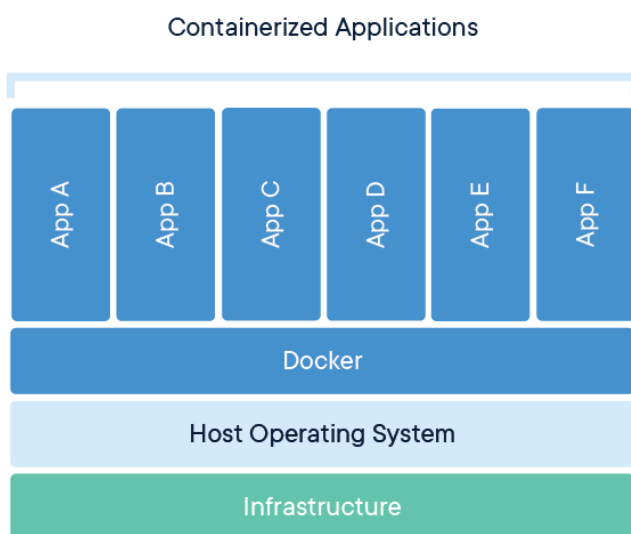 Containerized Applications
App A
App B
App C
App D
App E
App F
Docker
Host Operating System
Infrastructure